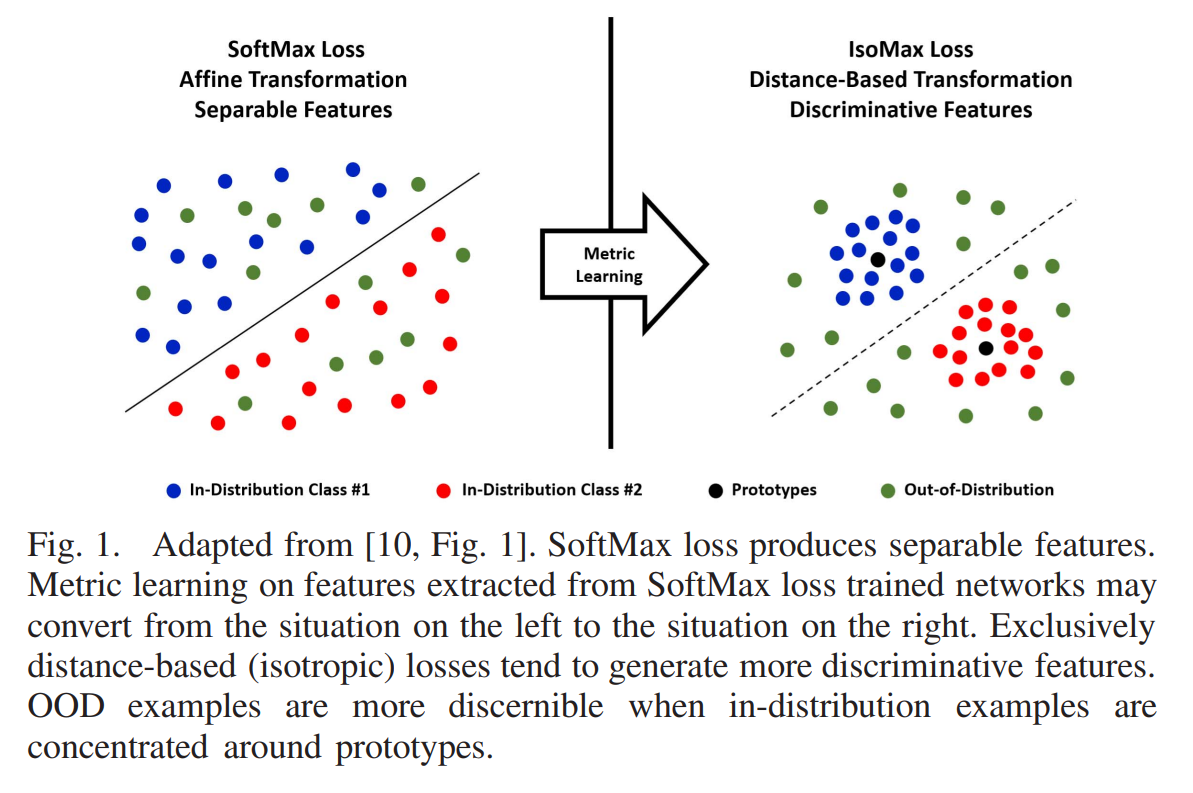 SoftMax Loss
Affine Transformation
Separable Features
IsoMax Loss
Distance-Based Transformation
Discriminative Features
Metric
Learning
In-Distribution Class #1
In-Distribution Class #2
Prototypes
Out-of-Distribution
Fig. 1. Adapted from [10, Fig. 1]. SoftMax loss produces separable features.
Metric learning on features extracted from SoftMax loss trained networks may
convert from the situation on the left to the situation on the right. Exclusively
distance-based (isotropic) losses tend to generate more discriminative features.
OOD examples are more discernible when in-distribution examples are
concentrated around prototypes.